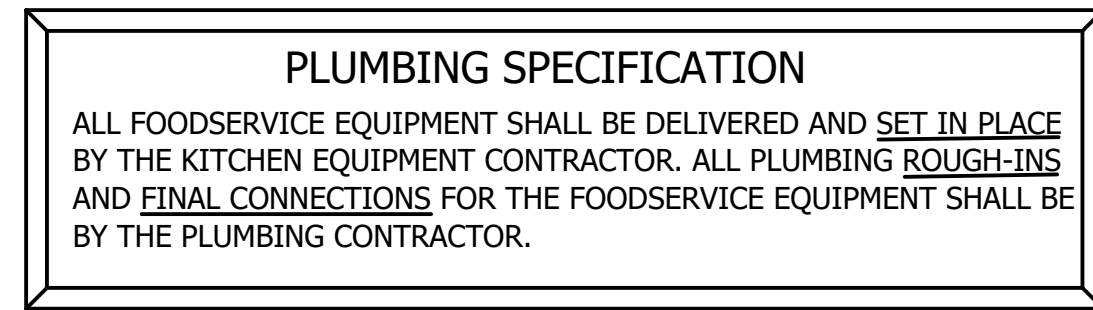 PLUMBING SPECIFICATION
ALL FOODSERVICE EQUIPMENT SHALL BE DELIVERED AND SET IN PLACE
BY THE KITCHEN EQUIPMENT CONTRACTOR. ALL PLUMBING ROUGH-INS
AND FINAL CONNECTIONS FOR THE FOODSERVICE EQUIPMENT SHALL BE
BY THE PLUMBING CONTRACTOR.